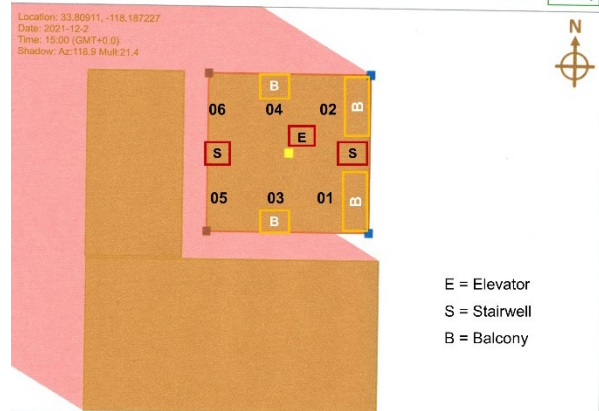 Location: 33.80911, -118.187227
Date: 2021-12-2
Time: 15:00 (GMT+0.0)
Shadow: Az:118.9 Mult:21.4
N
B
B
06
04
02
E
S
S
05
03
01
B
B
E = Elevator
S = Stairwell
B = Balcony